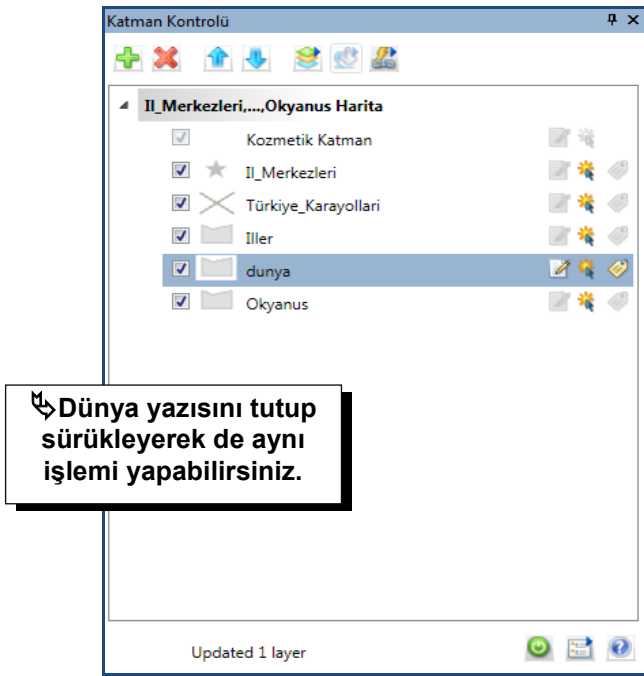 Katman Kontrolü
Il_Merkezleri,...,Okyanus Harita
Kozmetik Katman
Il_Merkezleri
Türkiye_Karayollari
Iller
dunya
Okyanus
Dünya yazısını tutup
sürükleyerek de aynı
işlemi yapabilirsiniz.
Updated 1 layer